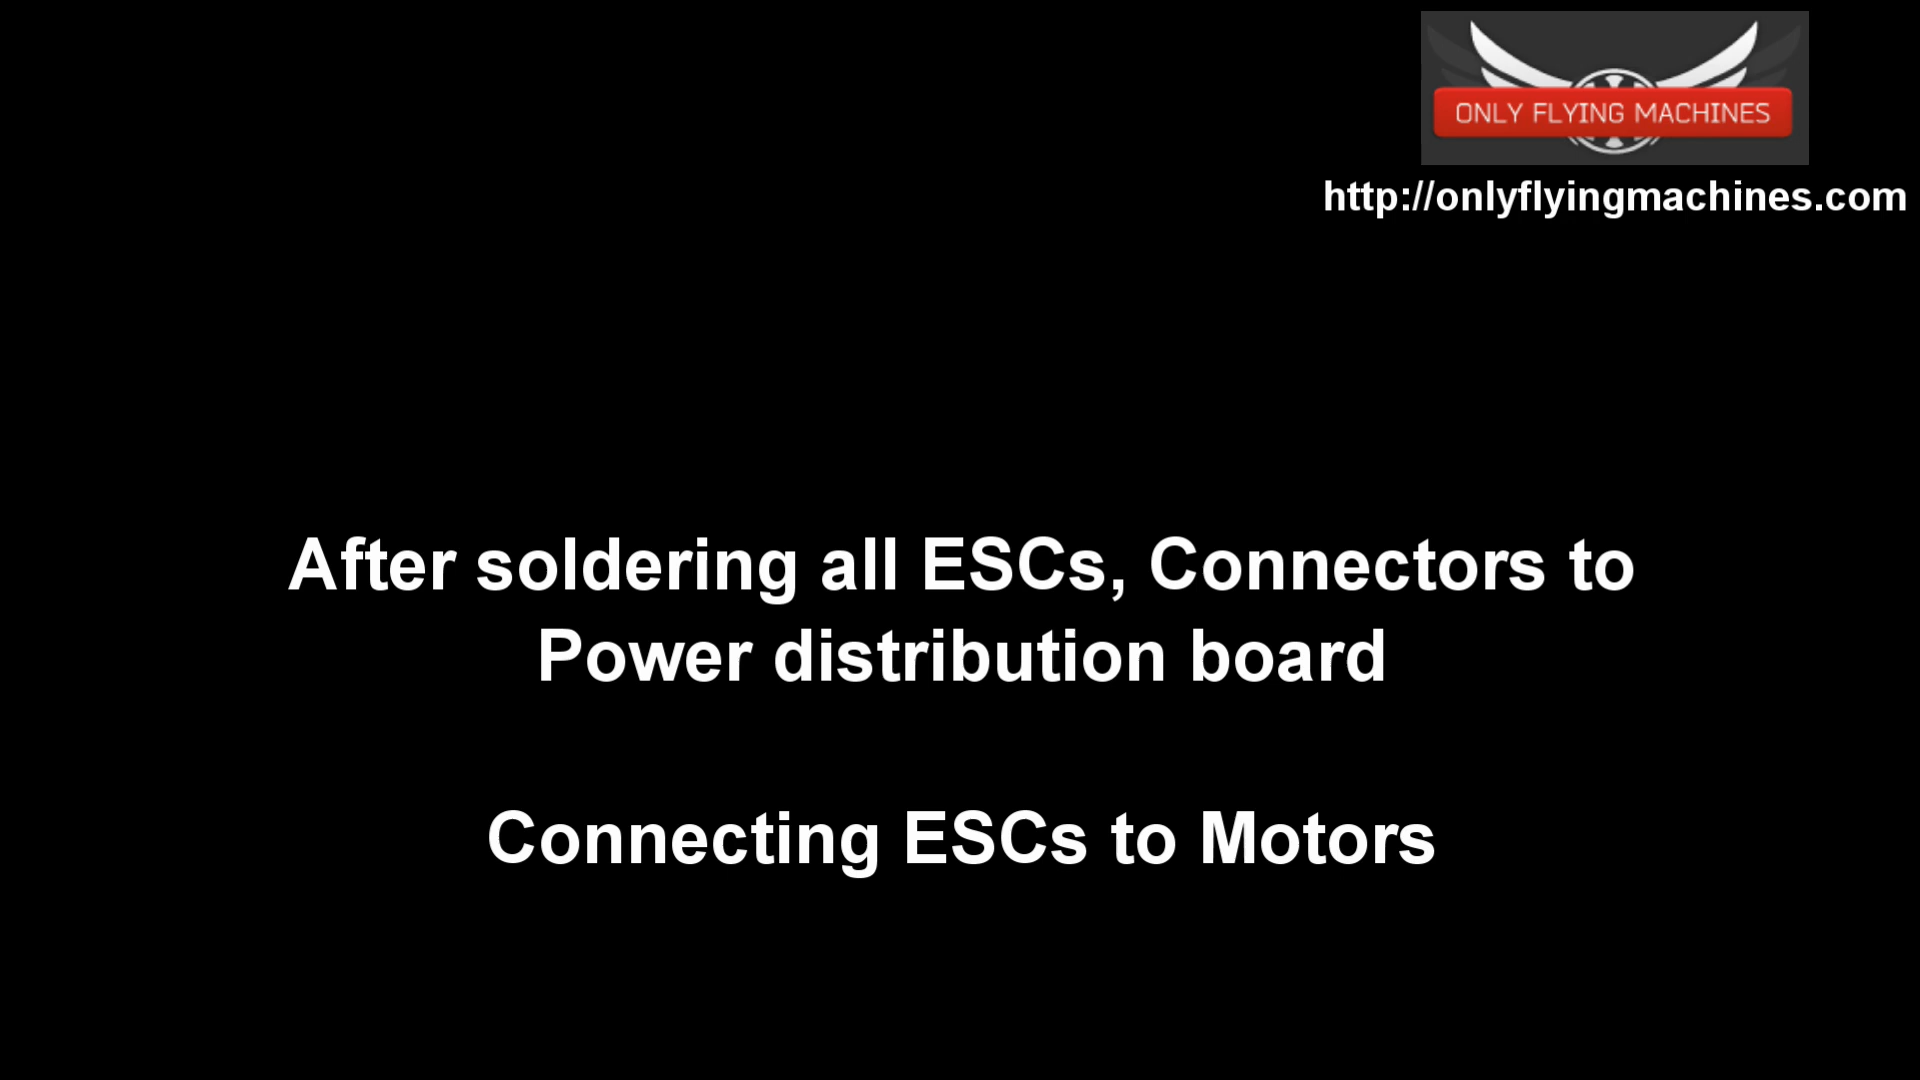 ONLY FLYING MACHINES
http://onlyflyingmachines.com
After soldering all ESCs, Connectors to
Power distribution board
Connecting ESCs to Motors